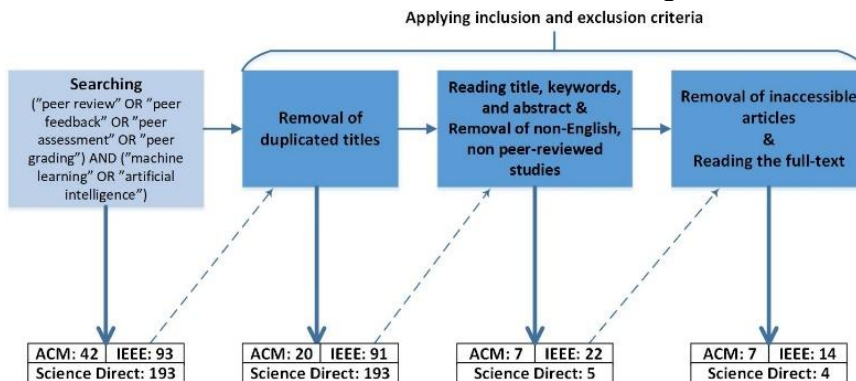 Applying inclusion and exclusion criteria
Searching
("peer review" OR "peer
feedback" OR "peer
assessment" OR "peer
grading") AND ("machine
learning" OR "artificial
intelligence")
Removal of
duplicated titles
Reading title, keywords,
and abstract &
Removal of non-English,
non peer-reviewed
studies
Removal of inaccessible
articles
&
Reading the full-text
ACM: 42 IEEE: 93
Science Direct: 193
ACM: 20 IEEE: 91
Science Direct: 193
ACM: 7 IEEE: 22
Science Direct: 5
ACM: 7 IEEE: 14
Science Direct: 4